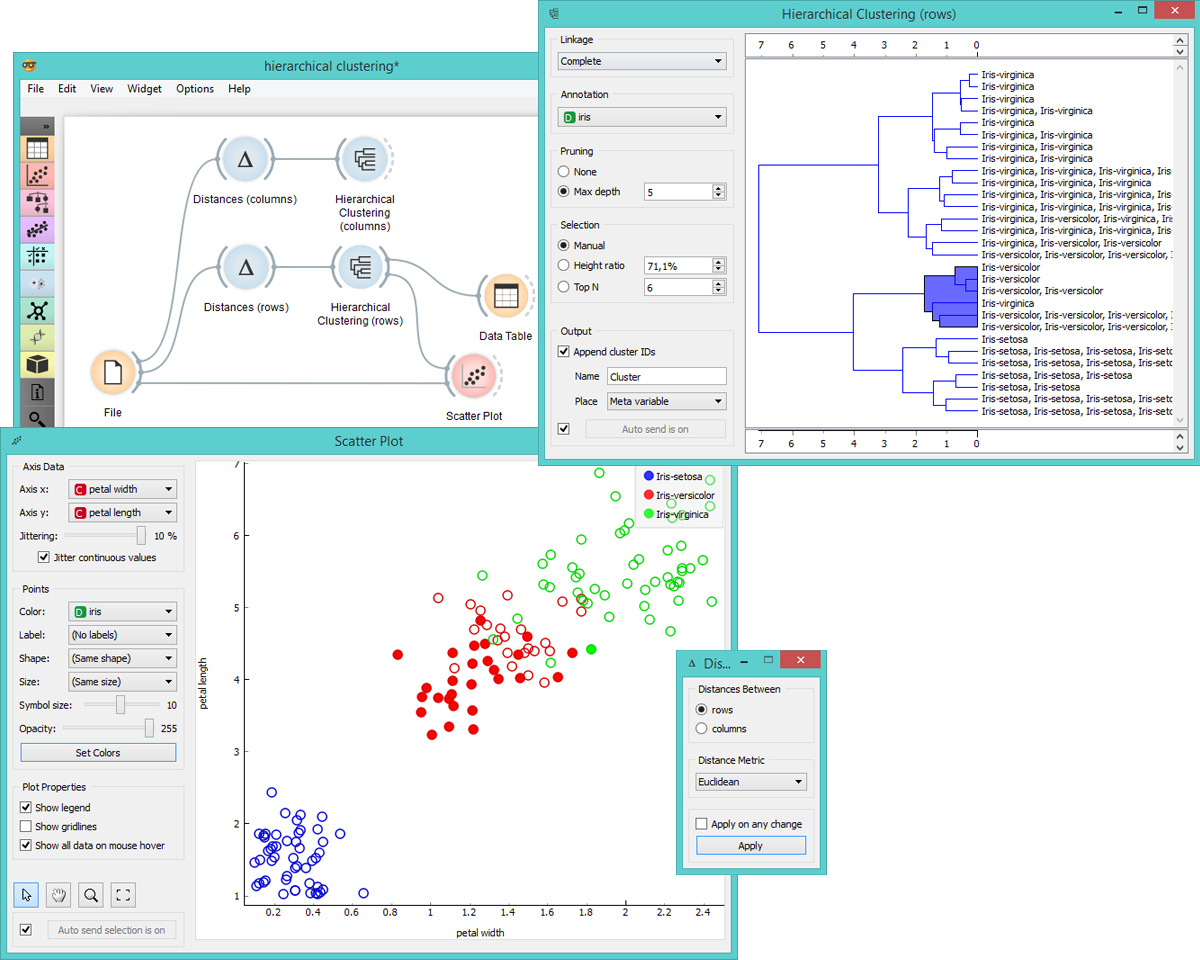 hierarchical clustering*
File Edit View Widget Options Help
»
Distances (columns)
Hierarchical
Clustering
(columns)
Distances (rows)
Hierarchical
Clustering (rows)
Data Table
File
Scatter Plot
Hierarchical Clustering (rows)
Linkage
Complete
Annotation
D iris
Pruning
None
Max depth 5
Selection
Manual
Height ratio 71,1%
Top N 6
Output
Append cluster IDs
Name Cluster
Place Meta variable
Auto send is on
7 6 5 4 3 2 1 0
Iris-virginica
Iris-virginica
Iris-virginica
Iris-virginica, Iris-virginica
Iris-virginica
Iris-virginica, Iris-virginica
Iris-virginica, Iris-virginica
Iris-virginica, Iris-virginica
Iris-virginica, Iris-virginica, Iris-virginica, Iris-
Iris-virginica, Iris-virginica, Iris-virginica
Iris-virginica, Iris-virginica, Iris-virginica, Iris-
Iris-virginica, Iris-virginica, Iris-virginica, Iris-
Iris-virginica, Iris-versicolor, Iris-virginica, Iris-
Iris-virginica, Iris-virginica, Iris-virginica, Iris-
Iris-virginica, Iris-versicolor, Iris-versicolor
Iris-versicolor, Iris-versicolor, Iris-versicolor,
Iris-versicolor
Iris-versicolor
Iris-versicolor, Iris-versicolor
Iris-virginica
Iris-versicolor, Iris-versicolor, Iris-versicolor,
Iris-versicolor, Iris-versicolor, Iris-versicolor,
Iris-setosa
Iris-setosa, Iris-setosa, Iris-setosa, Iris-setc
Iris-setosa, Iris-setosa, Iris-setosa, Iris-setc
Iris-setosa, Iris-setosa, Iris-setosa
Iris-setosa, Iris-setosa
Iris-setosa, Iris-setosa, Iris-setosa, Iris-setc
Iris-setosa, Iris-setosa, Iris-setosa, Iris-setc
7 6 5 4 3 2 1 0
Scatter Plot
Axis Data
Axis x: C petal width
Axis y: C petal length
Jittering: 10 %
Jitter continuous values
Points
Color: D iris
Label: (No labels)
Shape: (Same shape)
Size: (Same size)
Symbol size: 10
Opacity: 255
Set Colors
Plot Properties
Show legend
Show gridlines
Show all data on mouse hover
Auto send selection is on
Iris-setosa
Iris-versicolor
Iris-virginica
7
6
5
4
3
2
1
petal length
0.2 0.4 0.6 0.8 1 1.2 1.4 1.6 1.8 2 2.2 2.4
petal width
Dis...
Distances Between
rows
columns
Distance Metric
Euclidean
Apply on any change
Apply